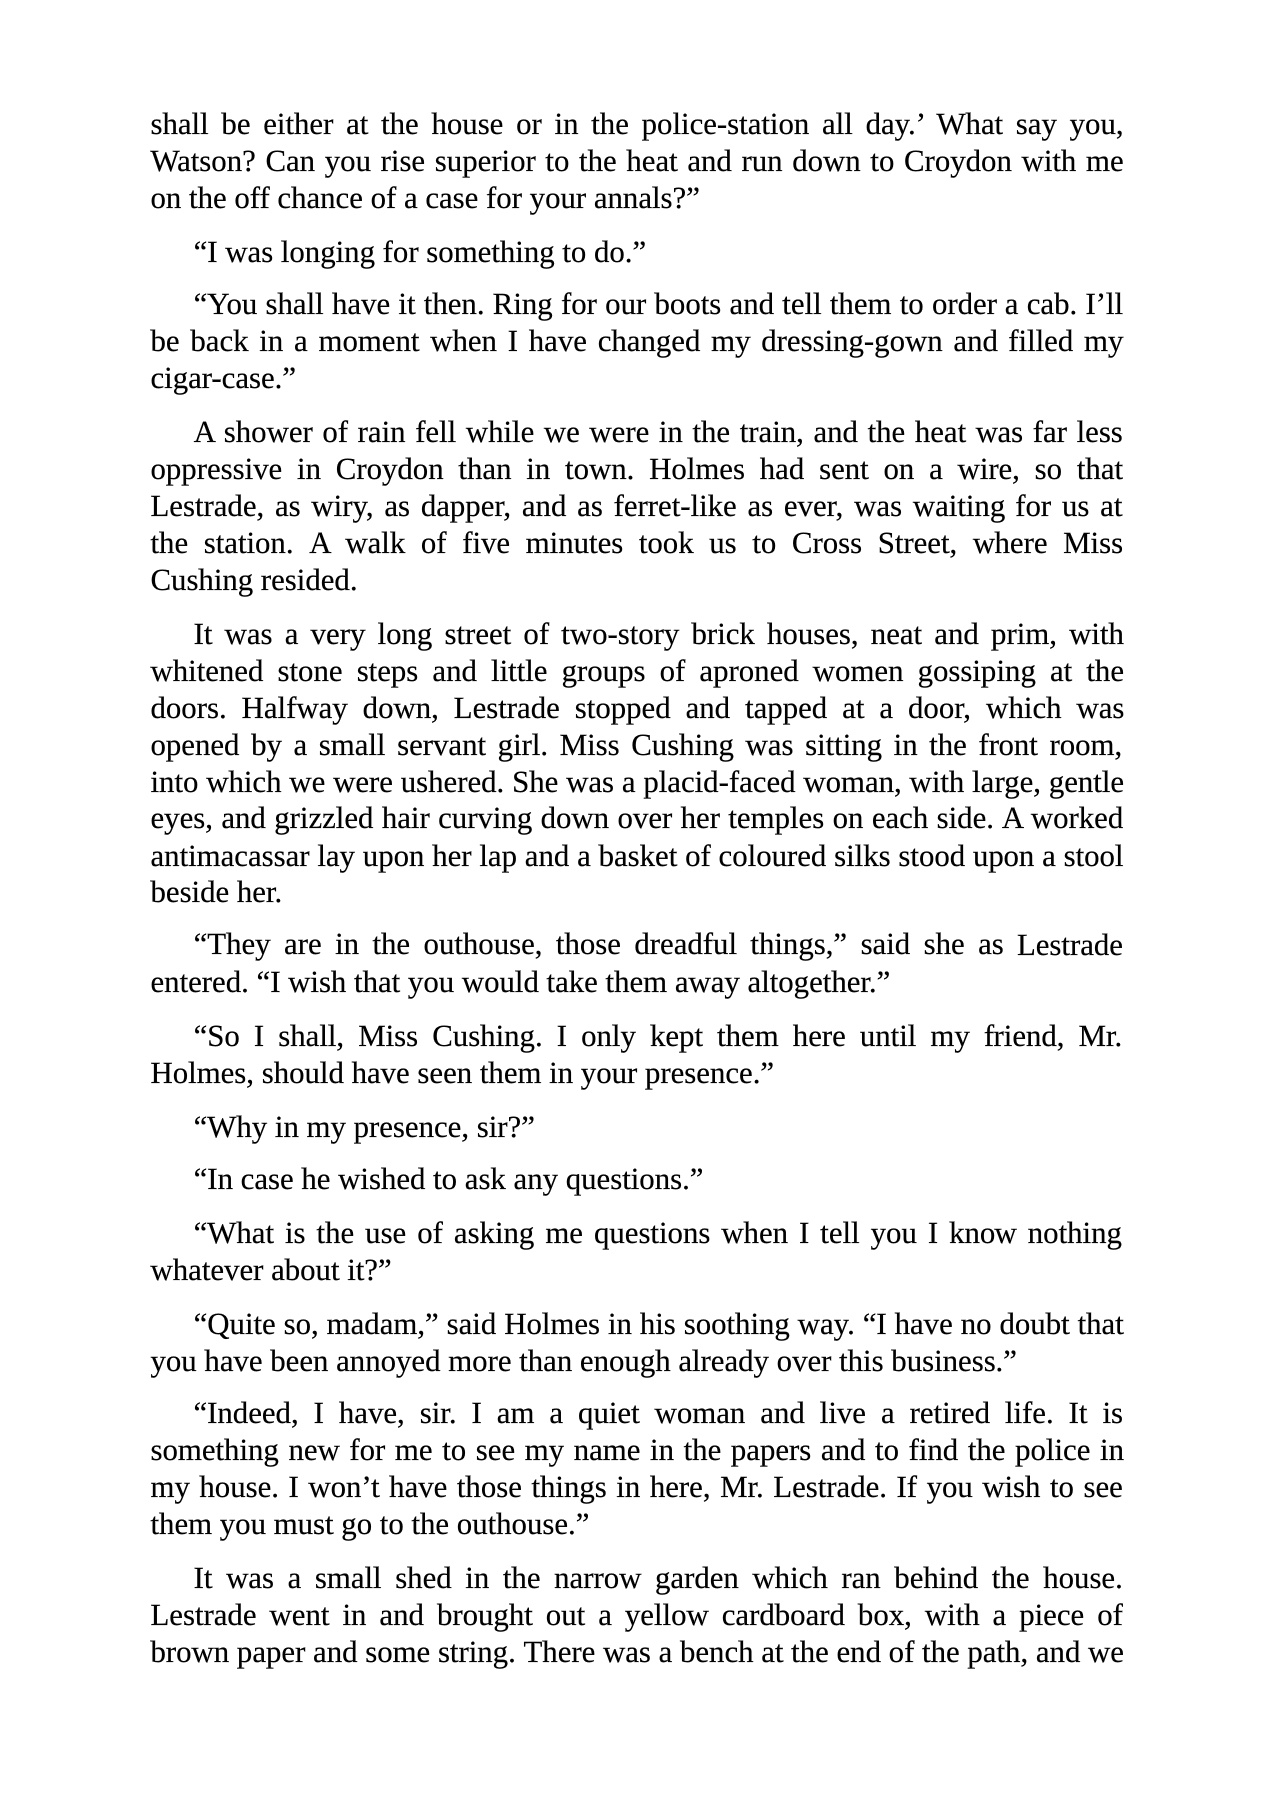 shall be either at the house or in the police-station all day.’ What say you,
Watson? Can you rise superior to the heat and run down to Croydon with me
on the off chance of a case for your annals?”
“I was longing for something to do.”
“You shall have it then. Ring for our boots and tell them to order a cab. I’ll
be back in a moment when I have changed my dressing-gown and filled my
cigar-case.”
A shower of rain fell while we were in the train, and the heat was far less
oppressive in Croydon than in town. Holmes had sent on a wire, so that
Lestrade, as wiry, as dapper, and as ferret-like as ever, was waiting for us at
the station. A walk of five minutes took us to Cross Street, where Miss
Cushing resided.
It was a very long street of two-story brick houses, neat and prim, with
whitened stone steps and little groups of aproned women gossiping at the
doors. Halfway down, Lestrade stopped and tapped at a door, which was
opened by a small servant girl. Miss Cushing was sitting in the front room,
into which we were ushered. She was a placid-faced woman, with large, gentle
eyes, and grizzled hair curving down over her temples on each side. A worked
antimacassar lay upon her lap and a basket of coloured silks stood upon a stool
beside her.
“They are in the outhouse, those dreadful things,” said she as Lestrade
entered. “I wish that you would take them away altogether.”
“So I shall, Miss Cushing. I only kept them here until my friend, Mr.
Holmes, should have seen them in your presence.”
“Why in my presence, sir?”
“In case he wished to ask any questions.”
“What is the use of asking me questions when I tell you I know nothing
whatever about it?”
“Quite so, madam,” said Holmes in his soothing way. “I have no doubt that
you have been annoyed more than enough already over this business.”
“Indeed, I have, sir. I am a quiet woman and live a retired life. It is
something new for me to see my name in the papers and to find the police in
my house. I won’t have those things in here, Mr. Lestrade. If you wish to see
them you must go to the outhouse.”
It was a small shed in the narrow garden which ran behind the house.
Lestrade went in and brought out a yellow cardboard box, with a piece of
brown paper and some string. There was a bench at the end of the path, and we